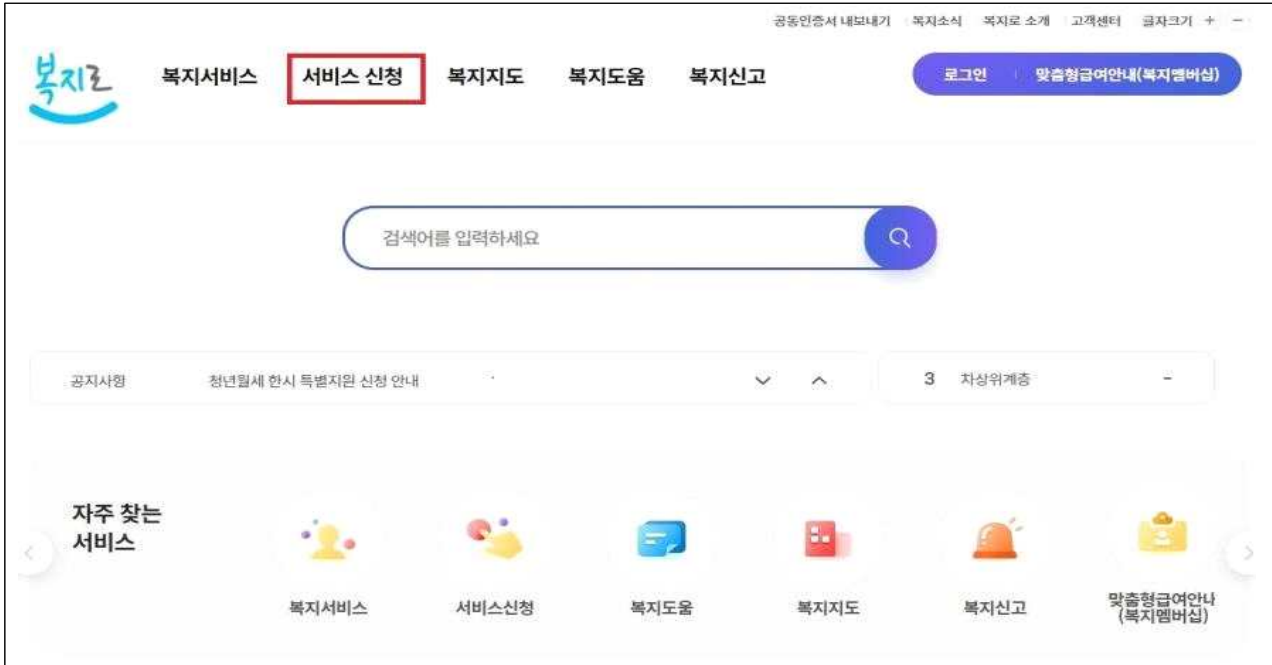 공동인증서 내보내기 복지소식 복지로 소개 고객센터 글자크기 + -
복지로 복지서비스 서비스 신청 복지지도 복지도움 복지신고 로그인 맞춤형급여안내(복지멤버십)
검색어를 입력하세요
공지사항 청년월세 한시 특별지원 신청 안내 3 차상위계층 -
자주 찾는
서비스
복지서비스 서비스신청 복지도움 복지지도 복지신고 맞춤형급여안내
(복지멤버십)